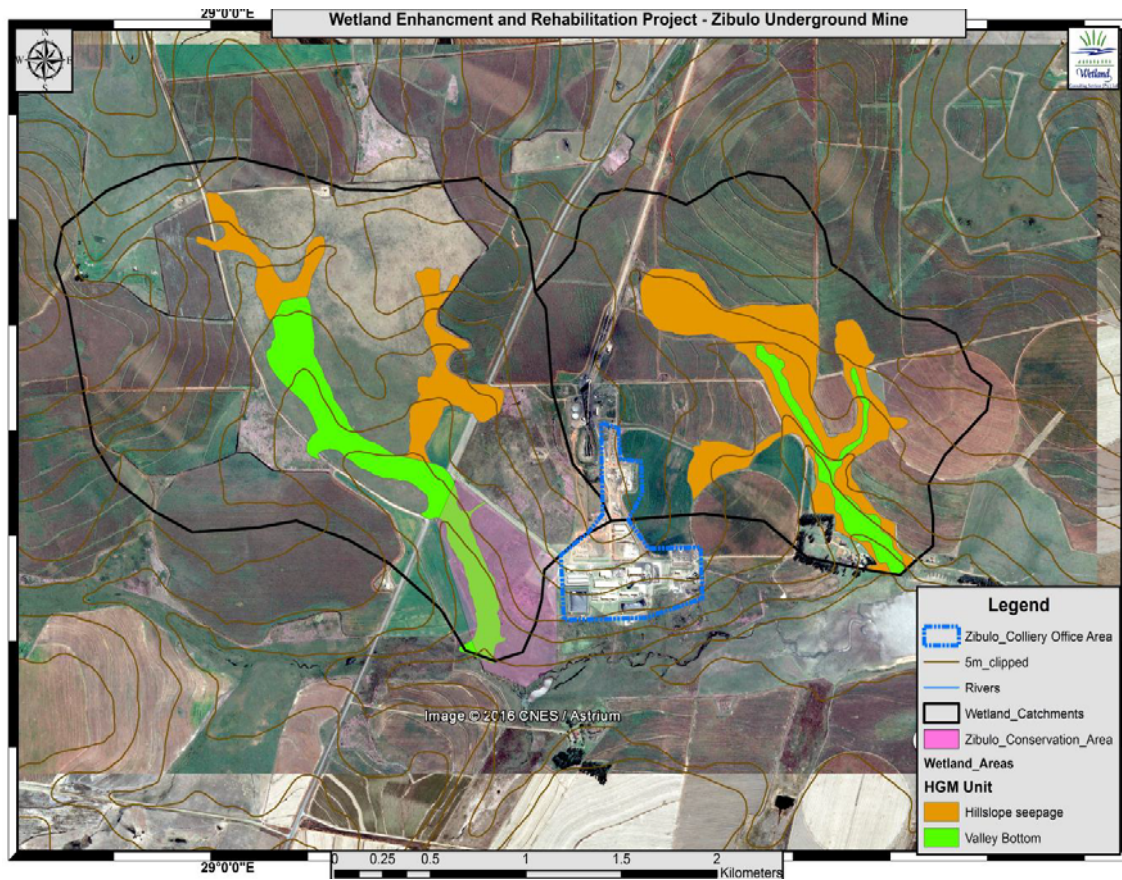 29°0'0"E
Wetland Enhancment and Rehabilitation Project - Zibulo Underground Mine
N
W E
S
Wetland
Image © 2016 CNES / Astrium
Legend
Zibulo_Colliery Office Area
5m_clipped
Rivers
Wetland_Catchments
Zibulo_Conservation_Area
Wetland_Areas
HGM Unit
Hillslope seepage
Valley Bottom
29°0'0"E
0 0.25 0.5 1 1.5 2
Kilometers